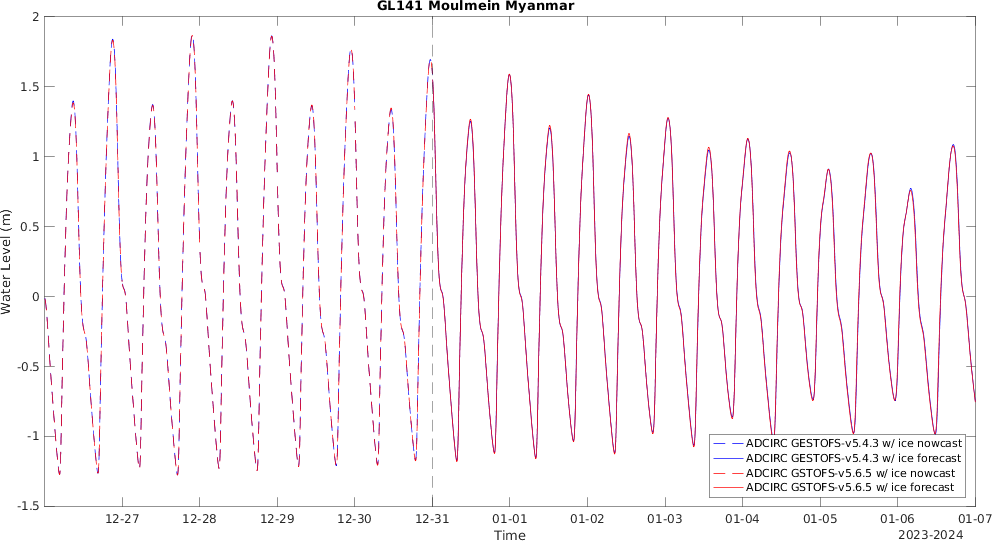 GL141 Moulmein Myanmar
2
1.5
1
0.5
0
-0.5
-1
-1.5
Water Level (m)
12-27 12-28 12-29 12-30 12-31 01-01 01-02 01-03 01-04 01-05 01-06 01-07
Time
2023-2024
ADCIRC GESTOFS-v5.4.3 w/ ice nowcast
ADCIRC GESTOFS-v5.4.3 w/ ice forecast
ADCIRC GSTOFS-v5.6.5 w/ ice nowcast
ADCIRC GSTOFS-v5.6.5 w/ ice forecast